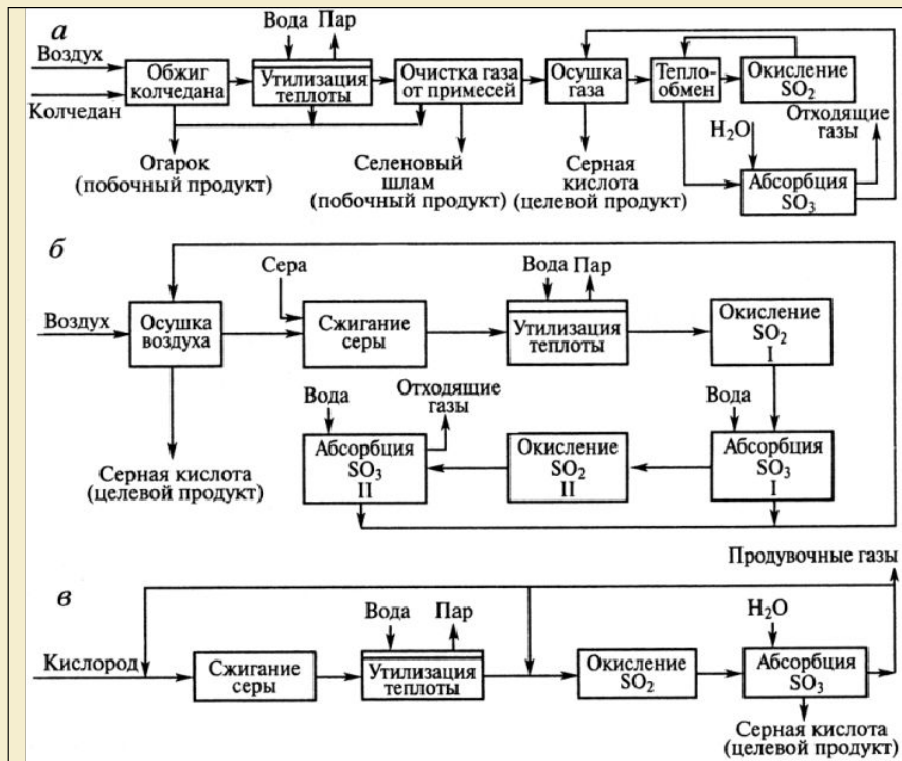 а
Воздух
Колчедан
Обжиг
колчедана
Вода Пар
Утилизация
теплоты
Очистка газа
от примесей
Осушка
газа
Тепло-
обмен
Окисление
SO₂
Огарок
(побочный продукт)
Селеновый
шлам
(побочный продукт)
Серная
кислота
(целевой продукт)
H₂O
Отходящие
газы
Абсорбция
SO₃
б
Воздух
Осушка
воздуха
Сера
Сжигание
серы
Вода Пар
Утилизация
теплоты
Окисление
SO₂
I
Серная кислота
(целевой продукт)
Вода
Отходящие
газы
Абсорбция
SO₃
II
Окисление
SO₂
II
Вода
Абсорбция
SO₃
I
в
Продувочные газы
Кислород
Сжигание
серы
Вода Пар
Утилизация
теплоты
Окисление
SO₂
H₂O
Абсорбция
SO₃
Серная кислота
(целевой продукт)